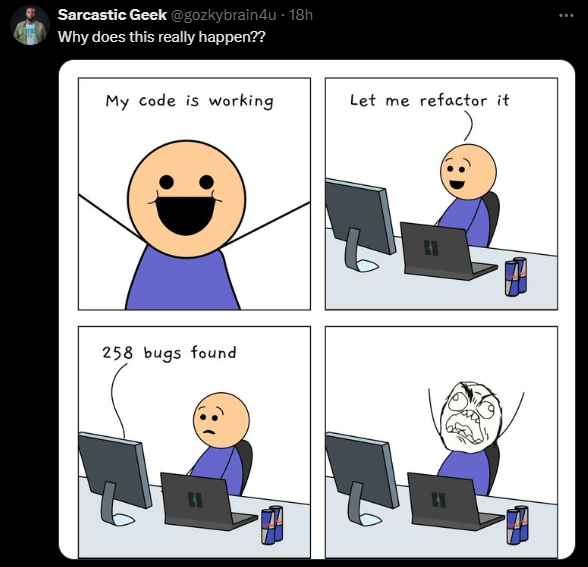 Sarcastic Geek @gozkybrain4u · 18h
Why does this really happen??
My code is working
Let me refactor it
258 bugs found